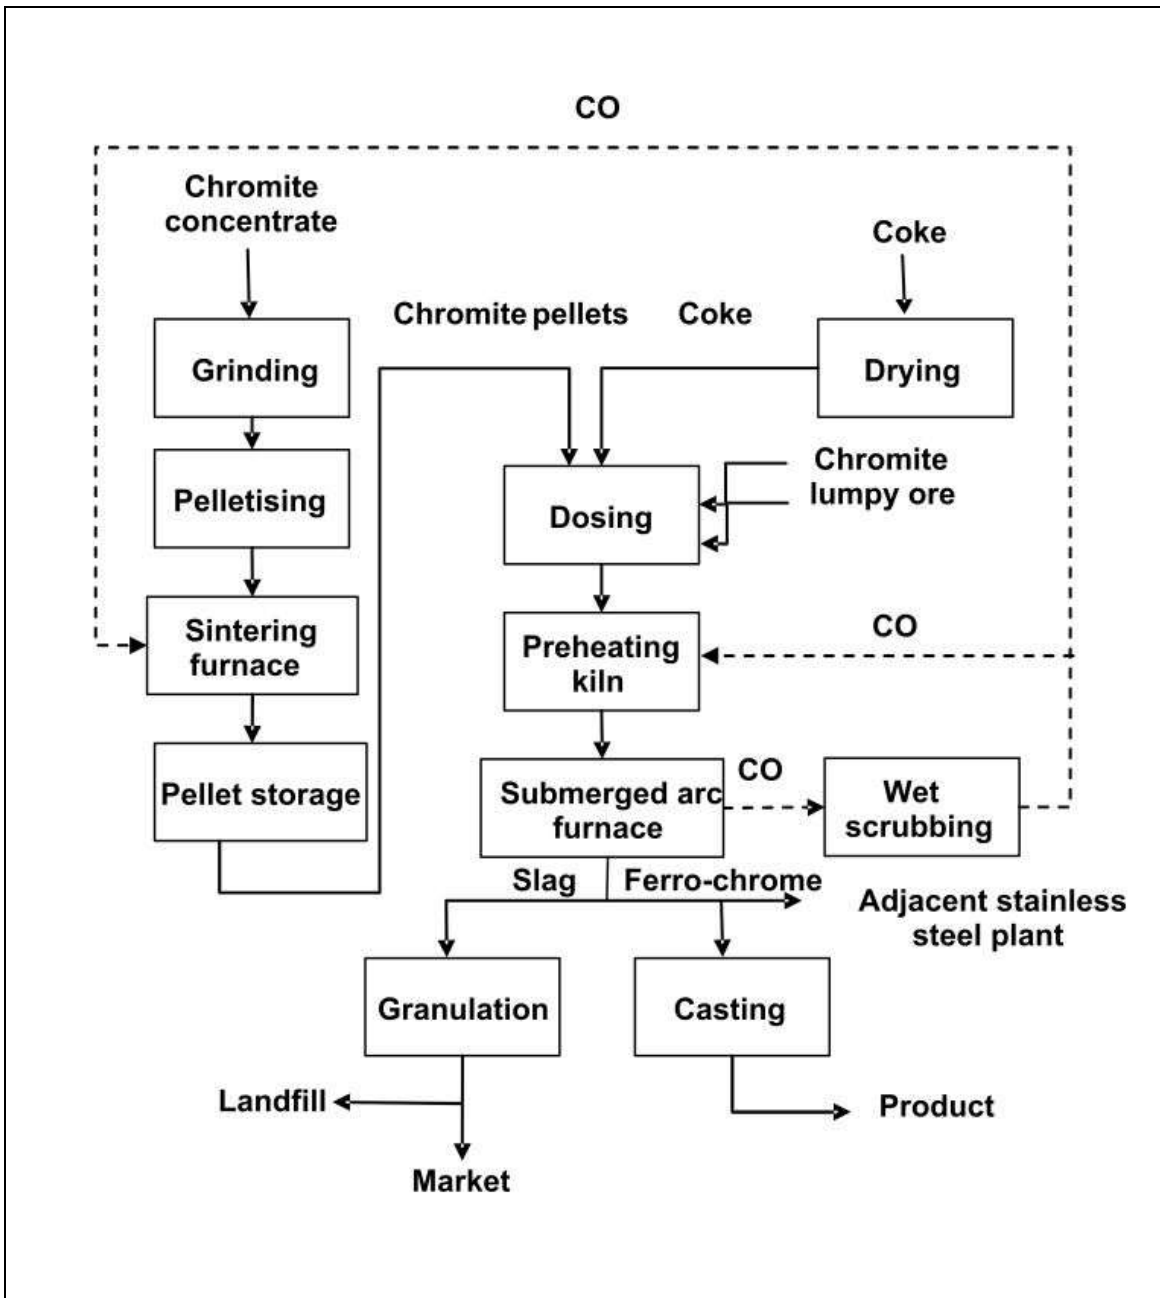 CO
Chromite
concentrate
Coke
Chromite pellets
Coke
Grinding
Drying
Chromite
lumpy ore
Pelletising
Dosing
Sintering
furnace
CO
Preheating
kiln
Pellet storage
Submerged arc
furnace
CO
Wet
scrubbing
Slag
Ferro-chrome
Adjacent stainless
steel plant
Granulation
Casting
Landfill
Product
Market